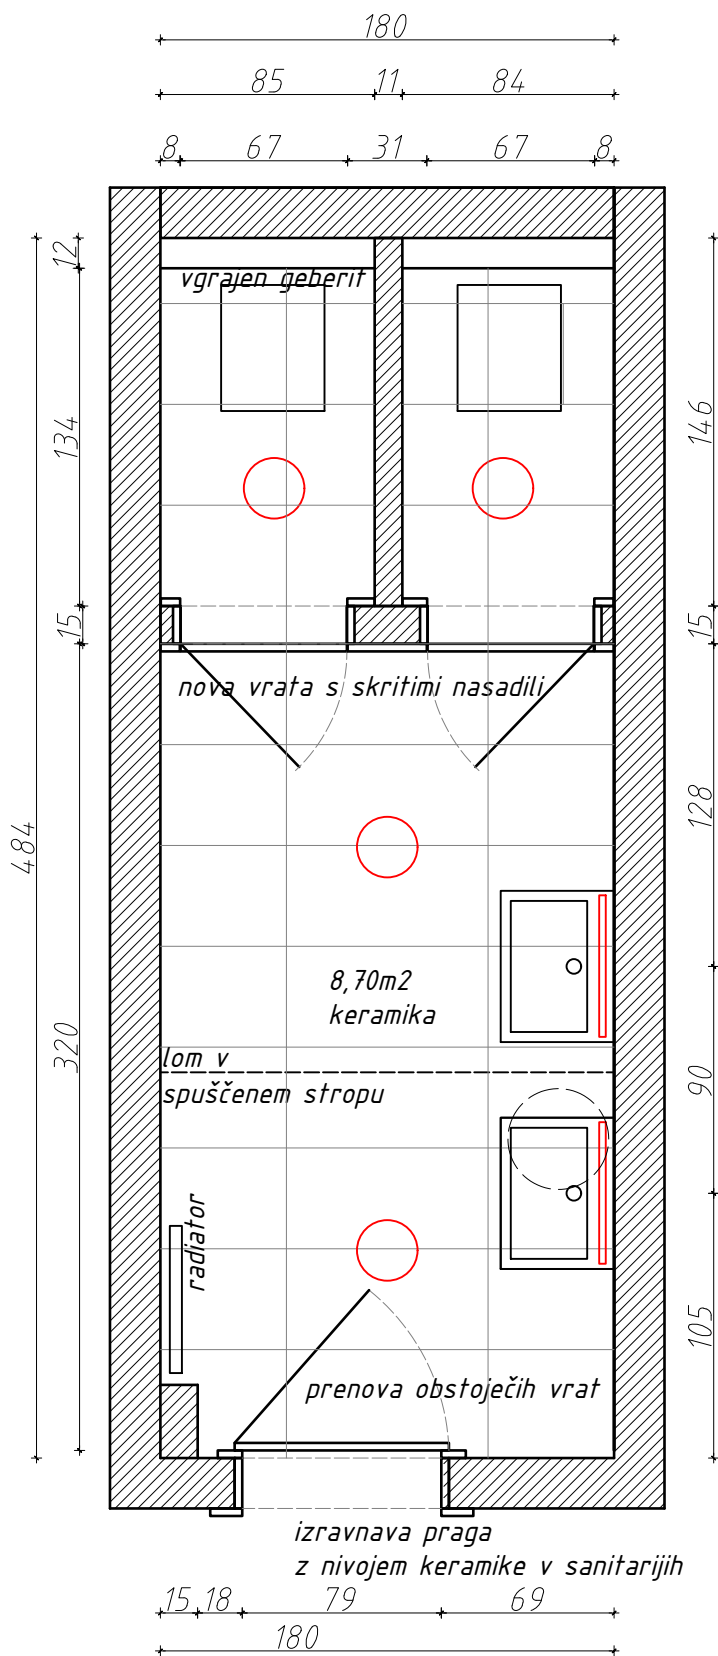 180
85 11 84
8 67 31 67 8
12
vgrajen geberit
134
146
15
15
nova vrata s skritimi nasadili
128
484
8,70m2
keramika
320
lom v
spuščenem stropu
90
radiator
105
prenova obstoječih vrat
izravnava praga
z nivojem keramike v sanitarijih
15 18 79 69
180